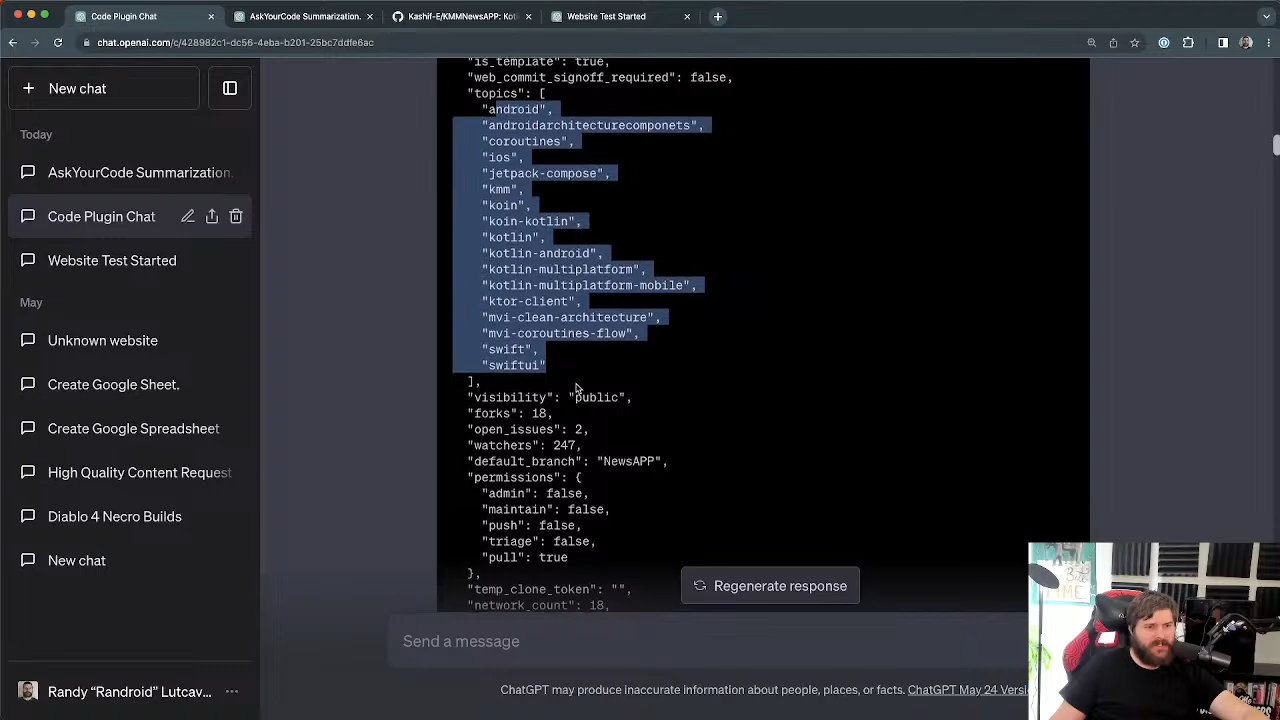 Code Plugin Chat
AskYourCode Summarization.
Kashif-E/KMMNewsAPP: Kotl
Website Test Started
chat.openai.com/c/428982c1-dc56-4eba-b201-25bc7ddfe6ac
New chat
Today
AskYourCode Summarization.
Code Plugin Chat
Website Test Started
May
Unknown website
Create Google Sheet.
Create Google Spreadsheet
High Quality Content Request
Diablo 4 Necro Builds
New chat
Randy “Randroid” Lutcav...
"is_template": true,
"web_commit_signoff_required": false,
"topics": [
"android",
"androidarchitecturecomponets",
"coroutines",
"ios",
"jetpack-compose",
"kmm",
"koin",
"koin-kotlin",
"kotlin",
"kotlin-android",
"kotlin-multiplatform",
"kotlin-multiplatform-mobile",
"ktor-client",
"mvi-clean-architecture",
"mvi-coroutines-flow",
"swift",
"swiftui"
],
"visibility": "public",
"forks": 18,
"open_issues": 2,
"watchers": 247,
"default_branch": "NewsAPP",
"permissions": {
"admin": false,
"maintain": false,
"push": false,
"triage": false,
"pull": true
},
"temp_clone_token": "",
"network_count": 18,
Regenerate response
Send a message
ChatGPT may produce inaccurate information about people, places, or facts. ChatGPT May 24 Versi